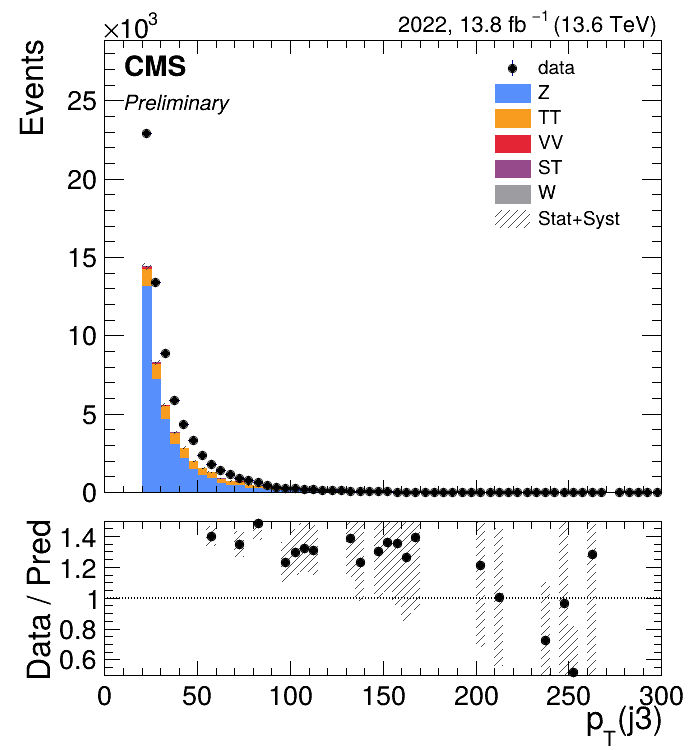 ×10³
2022, 13.8 fb⁻¹ (13.6 TeV)
Events
CMS
Preliminary
data
Z
TT
VV
ST
W
Stat+Syst
25
20
15
10
5
0
Data / Pred
1.4
1.2
1
0.8
0.6
0 50 100 150 200 250 300
p_T(j3)